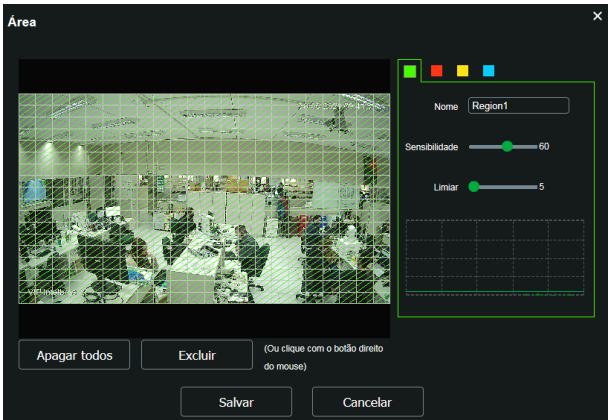 Área
×
Nome
Region1
Sensibilidade
60
Limiar
5
Apagar todos
Excluir
(Ou clique com o botão direito
do mouse)
Salvar
Cancelar